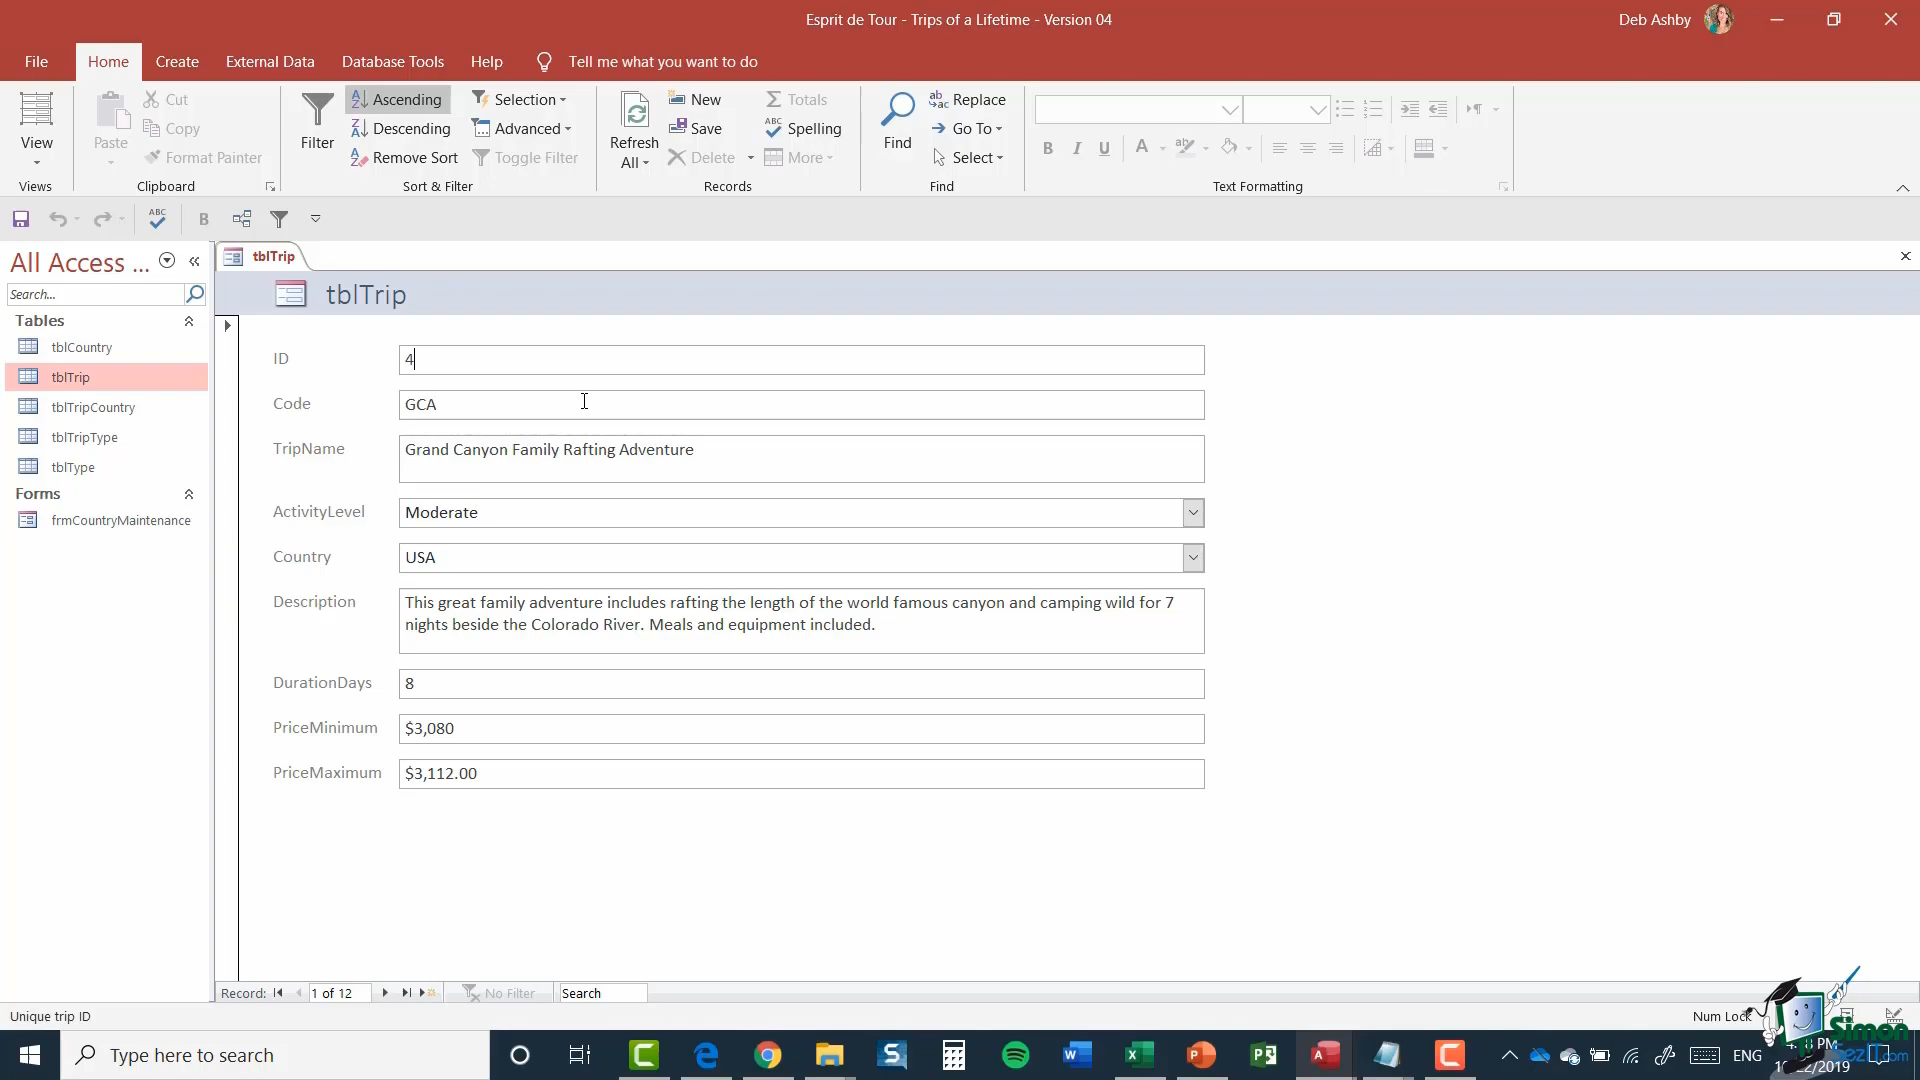 Esprit de Tour - Trips of a Lifetime - Version 04
Deb Ashby
File
Home
Create
External Data
Database Tools
Help
Tell me what you want to do
View
Views
Paste
Cut
Copy
Format Painter
Clipboard
Filter
Ascending
Descending
Remove Sort
Selection
Advanced
Toggle Filter
Sort & Filter
Refresh
All
New
Save
Delete
Totals
Spelling
More
Records
Find
Replace
Go To
Select
Find
B I U A
Text Formatting
ABC
B
All Access ...
Search...
Tables
tblCountry
tblTrip
tblTripCountry
tblTripType
tblType
Forms
frmCountryMaintenance
tblTrip
tblTrip
ID
4
Code
GCA
TripName
Grand Canyon Family Rafting Adventure
ActivityLevel
Moderate
Country
USA
Description
This great family adventure includes rafting the length of the world famous canyon and camping wild for 7
nights beside the Colorado River. Meals and equipment included.
DurationDays
8
PriceMinimum
$3,080
PriceMaximum
$3,112.00
Record:
1 of 12
No Filter
Search
Unique trip ID
Num Lock
Simon
SezIT.com
Type here to search
ENG
PM